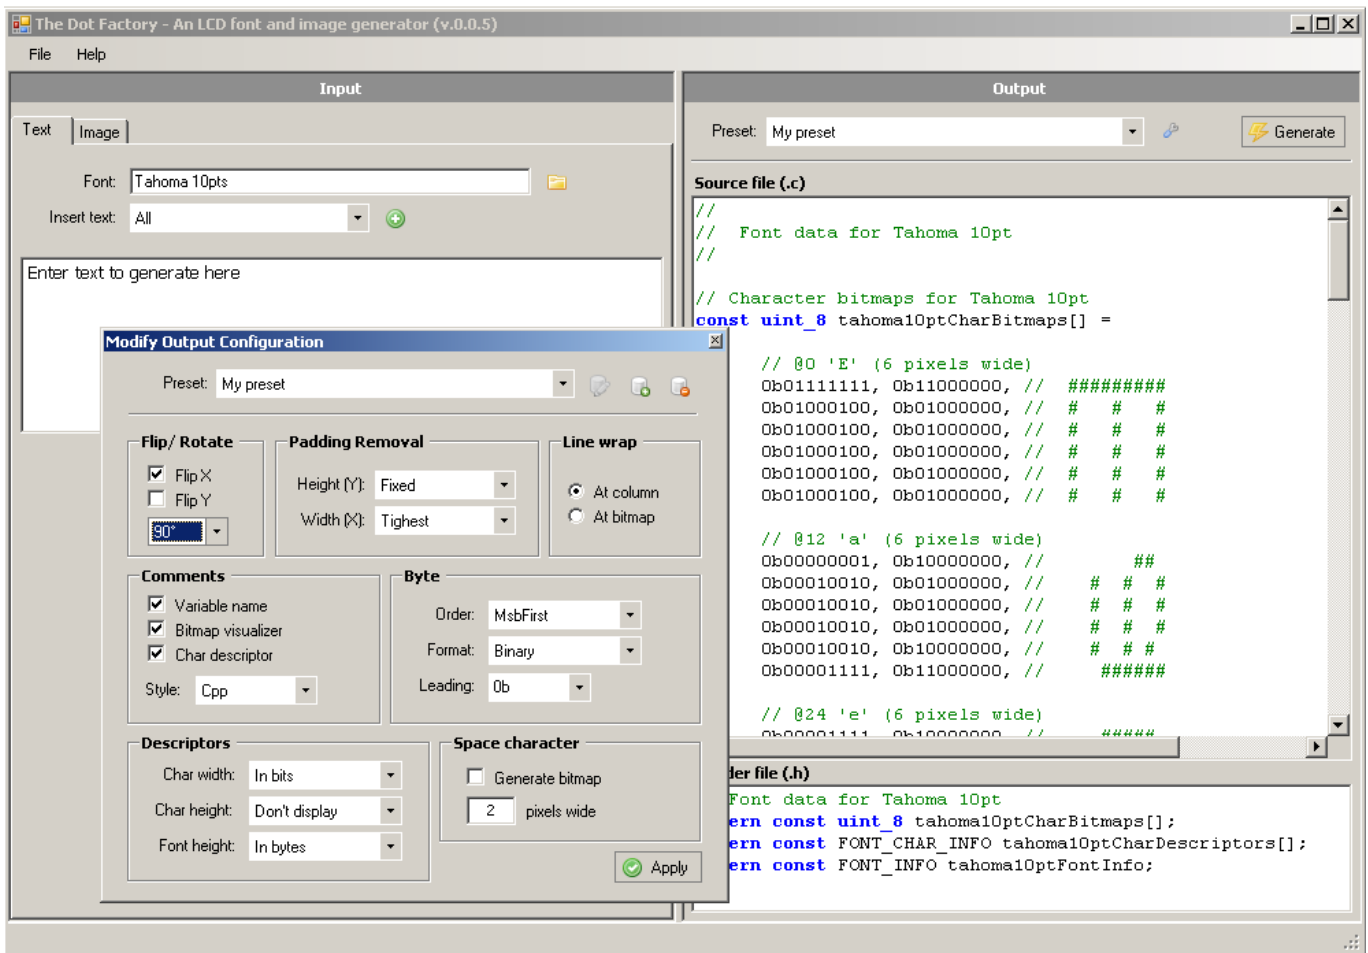 The Dot Factory - An LCD font and image generator (v.0.0.5)
File Help
Input
Text Image
Font: Tahoma 10pts
Insert text: All
Enter text to generate here
Output
Preset: My preset Generate
Source file (.c)
//
//  Font data for Tahoma 10pt
//
// Character bitmaps for Tahoma 10pt
const uint_8 tahoma10ptCharBitmaps[] =
// @0 'E' (6 pixels wide)
0b01111111, 0b11000000, //  #########
0b01000100, 0b01000000, //  #   #   #
0b01000100, 0b01000000, //  #   #   #
0b01000100, 0b01000000, //  #   #   #
0b01000100, 0b01000000, //  #   #   #
0b01000100, 0b01000000, //  #   #   #
// @12 'a' (6 pixels wide)
0b00000001, 0b10000000, //        ##
0b00010010, 0b01000000, //    #  #  #
0b00010010, 0b01000000, //    #  #  #
0b00010010, 0b01000000, //    #  #  #
0b00010010, 0b10000000, //    #  # #
0b00001111, 0b11000000, //     ######
// @24 'e' (6 pixels wide)
0b00001111, 0b10000000, //     #####
der file (.h)
Font data for Tahoma 10pt
ern const uint_8 tahoma10ptCharBitmaps[];
ern const FONT_CHAR_INFO tahoma10ptCharDescriptors[];
ern const FONT_INFO tahoma10ptFontInfo;
Modify Output Configuration
Preset: My preset
Flip/ Rotate
Flip X
Flip Y
90°
Padding Removal
Height (Y): Fixed
Width (X): Tighest
Line wrap
At column
At bitmap
Comments
Variable name
Bitmap visualizer
Char descriptor
Style: Cpp
Byte
Order: MsbFirst
Format: Binary
Leading: 0b
Descriptors
Char width: In bits
Char height: Don't display
Font height: In bytes
Space character
Generate bitmap
2 pixels wide
Apply